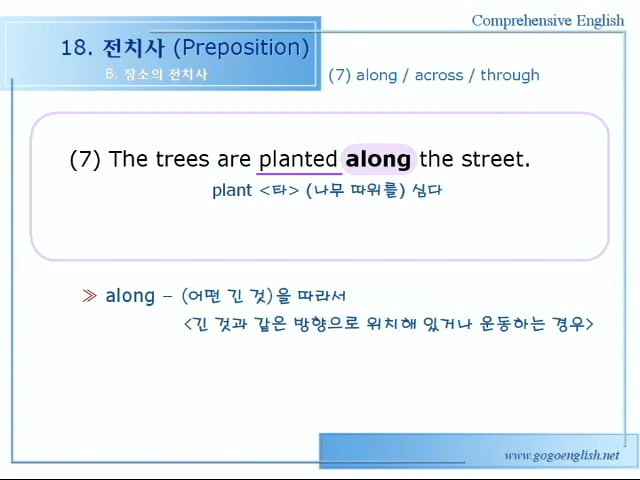 Comprehensive English
18. 전치사 (Preposition)
B. 장소의 전치사
(7) along / across / through
(7) The trees are planted along the street.
plant <타> (나무 따위를) 심다
≫ along – (어떤 긴 것)을 따라서
<긴 것과 같은 방향으로 위치해 있거나 운동하는 경우>
www.gogoenglish.net